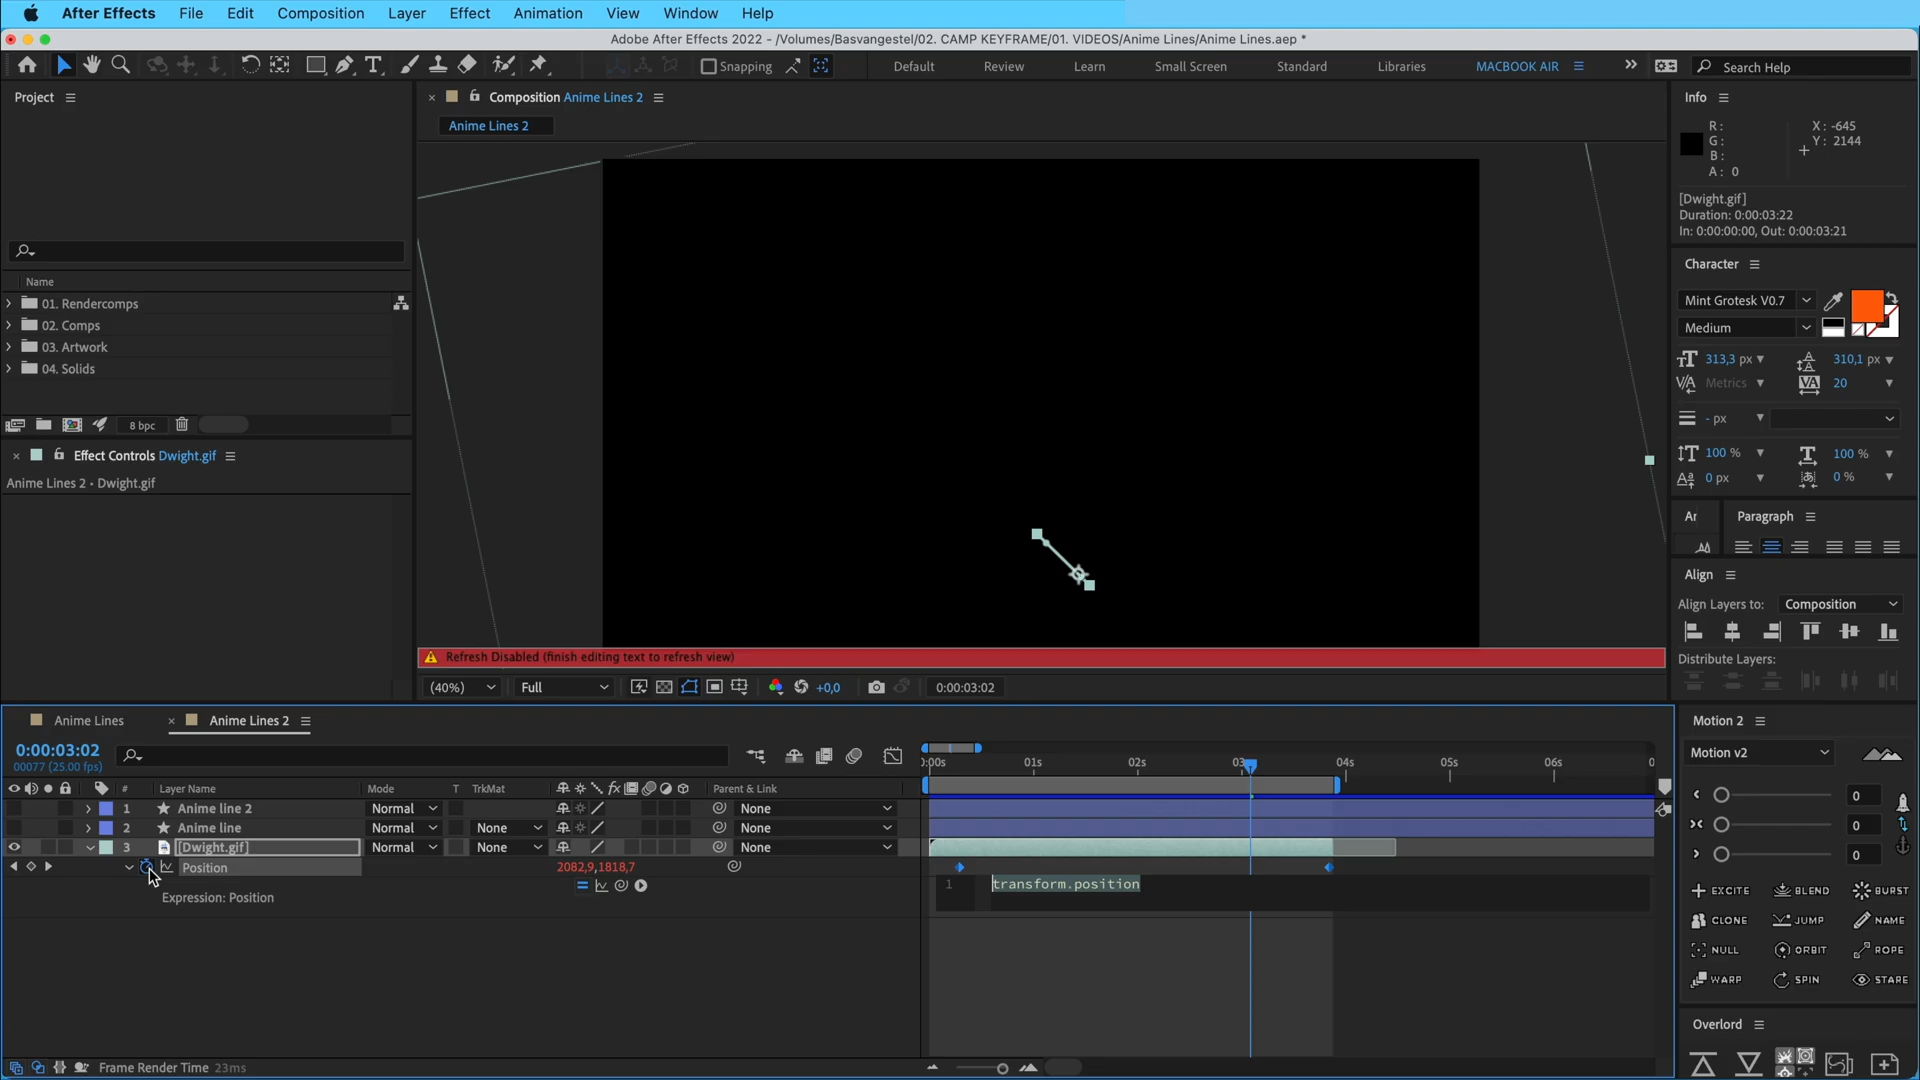 After Effects File Edit Composition Layer Effect Animation View Window Help
Adobe After Effects 2022 - /Volumes/Basvangestel/02. CAMP KEYFRAME/01. VIDEOS/Anime Lines/Anime Lines.aep *
Snapping Default Review Learn Small Screen Standard Libraries MACBOOK AIR Search Help
Project
Name
01. Rendercomps
02. Comps
03. Artwork
04. Solids
8 bpc
Effect Controls Dwight.gif
Anime Lines 2 • Dwight.gif
Composition Anime Lines 2
Anime Lines 2
Refresh Disabled (finish editing text to refresh view)
(40%) Full +0,0 0:00:03:02
Info
R: X: -645
G: Y: 2144
B:
A: 0
[Dwight.gif]
Duration: 0:00:03:22
In: 0:00:00:00, Out: 0:00:03:21
Character
Mint Grotesk V0.7
Medium
313,3 px 310,1 px
Metrics 20
- px
100 % 100 %
0 px 0 %
Paragraph
Align
Align Layers to: Composition
Distribute Layers:
Anime Lines Anime Lines 2
0:00:03:02
00077 (25.00 fps)
# Layer Name Mode T TrkMat fx Parent & Link
1 Anime line 2 Normal None
2 Anime line Normal None None
3 [Dwight.gif] Normal None None
Position 2082,9,1818,7
Expression: Position
:00s 01s 02s 03 04s 05s 06s
1 transform.position
Frame Render Time 23ms
Motion 2
Motion v2
0
0
0
EXCITE BLEND BURST
CLONE JUMP NAME
NULL ORBIT ROPE
WARP SPIN STARE
Overlord